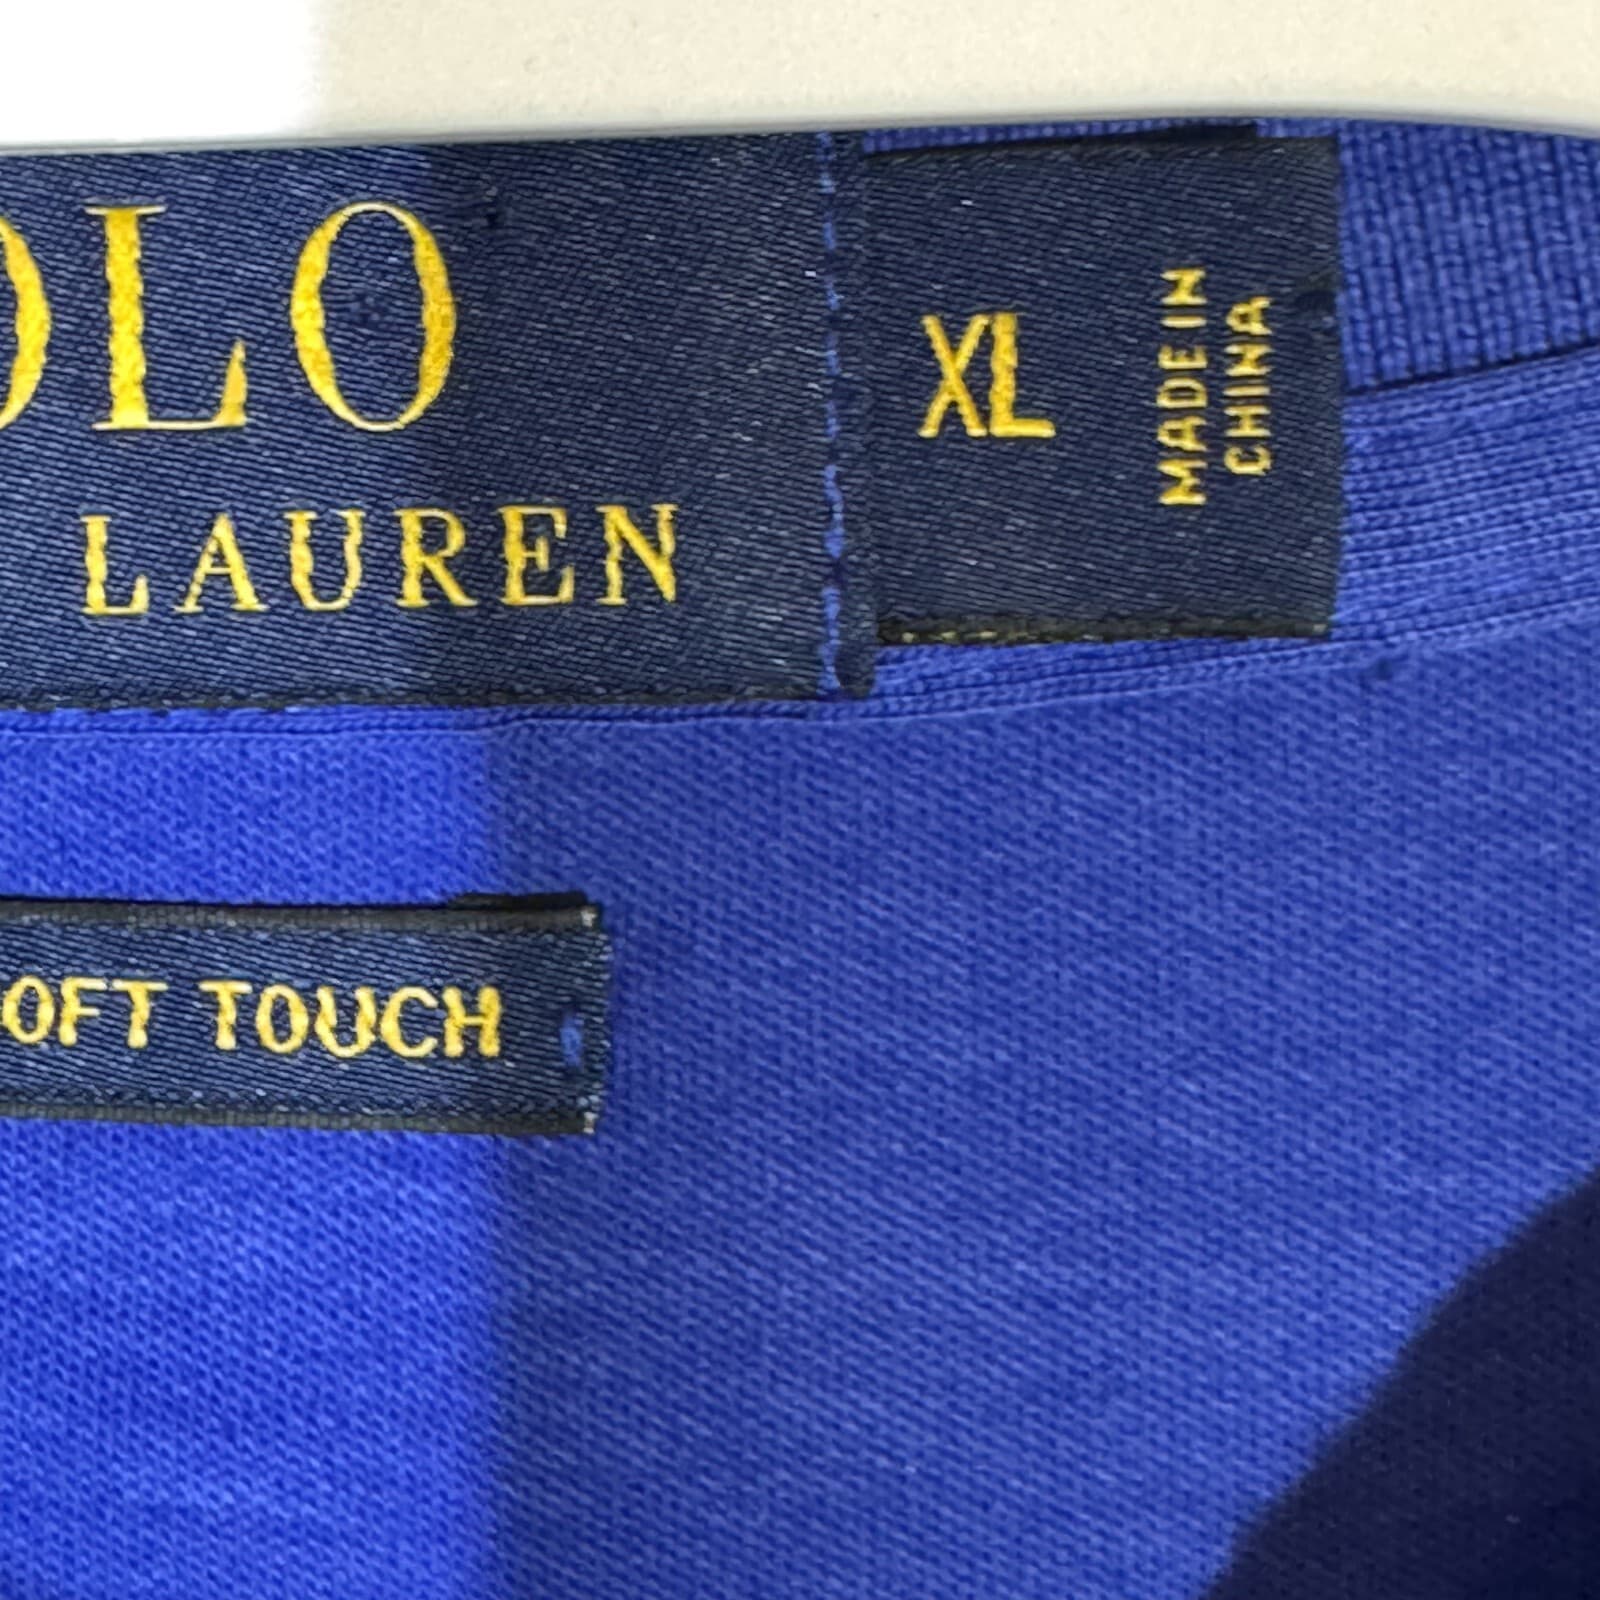 OLO
LAUREN
XL
MADE IN
CHINA
OFT TOUCH